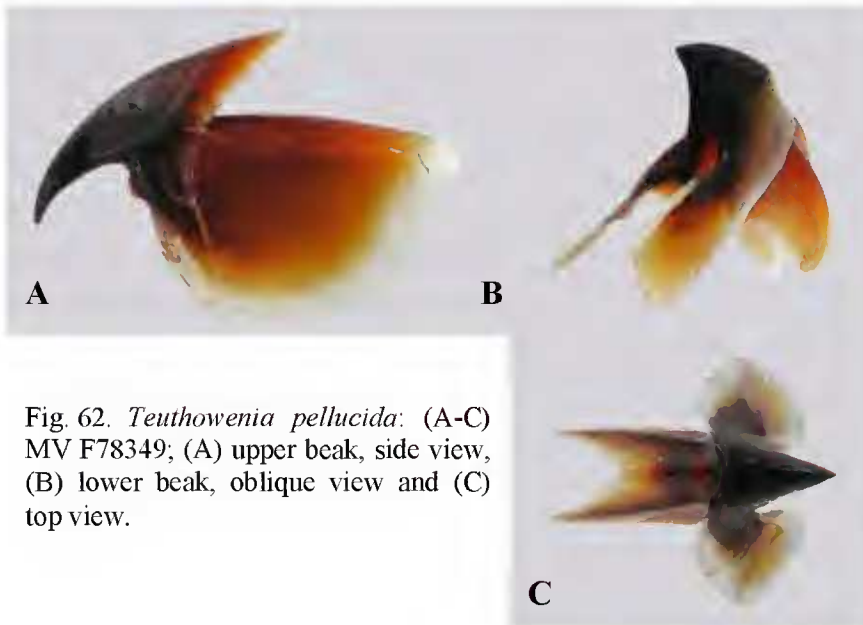 A
B
Fig. 62. Teuthowenia pellucida: (A-C)
MV F78349; (A) upper beak, side view,
(B) lower beak, oblique view and (C)
top view.
C